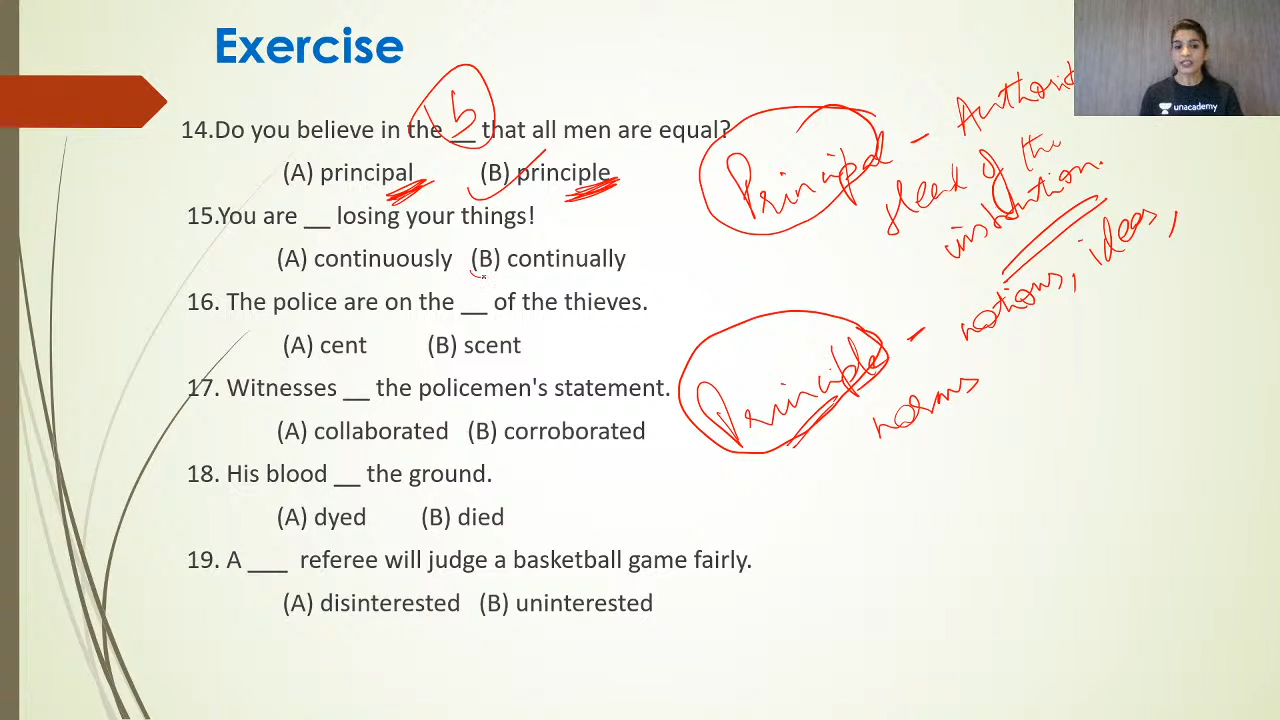 Exercise
14.Do you believe in the __ that all men are equal?
(A) principal (B) principle
15.You are __ losing your things!
(A) continuously (B) continually
16. The police are on the __ of the thieves.
(A) cent (B) scent
17. Witnesses __ the policemen's statement.
(A) collaborated (B) corroborated
18. His blood __ the ground.
(A) dyed (B) died
19. A ___ referee will judge a basketball game fairly.
(A) disinterested (B) uninterested
Principal -
Head of the
institution.
Principle - notions, ideas,
norms
unacademy